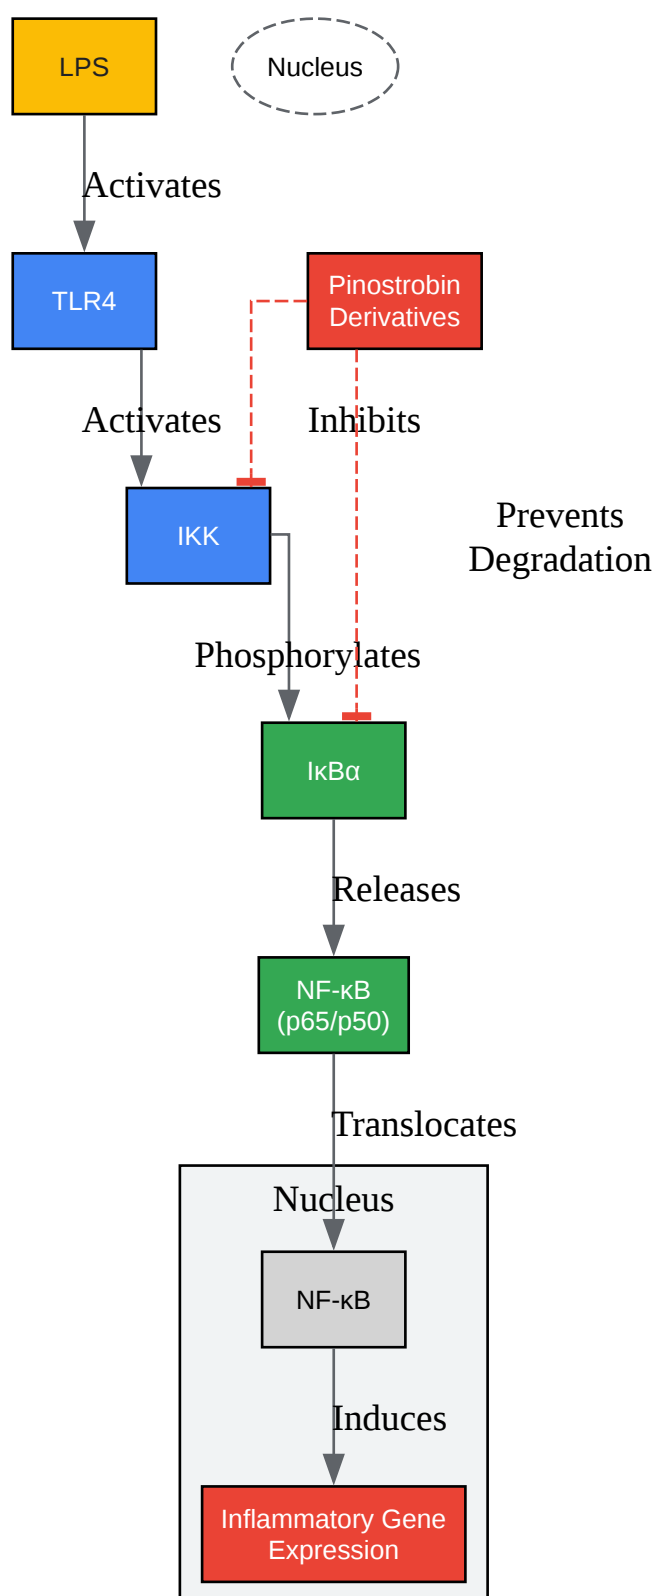 LPS
Nucleus
Activates
TLR4
Pinostrobin
Derivatives
Activates
Inhibits
IKK
Prevents
Degradation
Phosphorylates
IκBα
Releases
NF-κB
(p65/p50)
Translocates
Nucleus
NF-κB
Induces
Inflammatory Gene
Expression